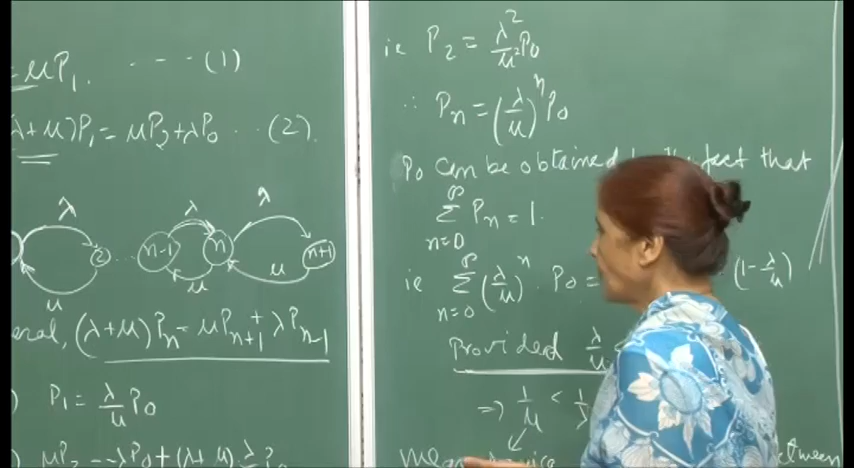 = μP₁. - - - (1)
λ+μ)P₁ = μP₂+λP₀ ... (2).
λ λ λ
2 ... n-1 n n+1
μ μ μ
eral, (λ+μ)Pₙ = μPₙ₊₁ + λPₙ₋₁
) P₁ = λ/μ P₀
) μP₂ = -λP₀ + (λ+μ) λ/μ P₀
ie P₂ = λ²/μ² P₀
∴ Pₙ = (λ/μ)ⁿ P₀
P₀ can be obtained by the fact that
∞ Σ n=0 Pₙ = 1.
ie ∞ Σ n=0 (λ/μ)ⁿ . P₀ = (1-λ/μ)
Provided λ/μ <
=> 1/μ < 1/λ
Mean service between